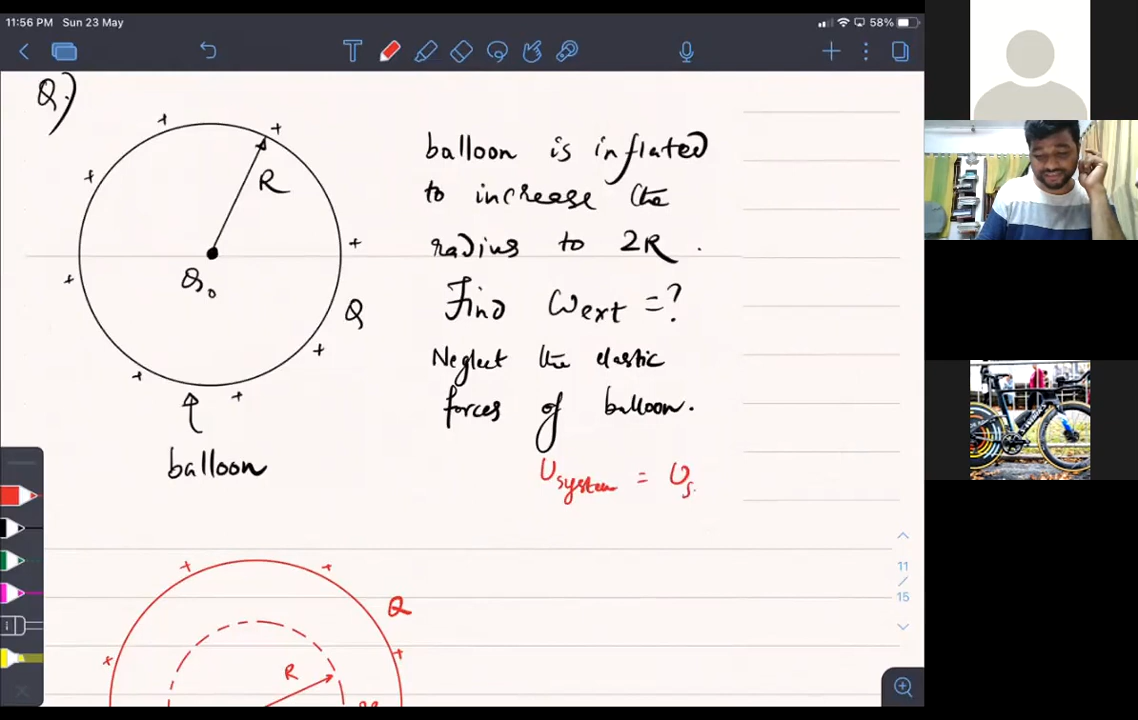 11:56 PM Sun 23 May
58%
Q.)
R
Q₀
Q
balloon
balloon is inflated
to increase the
radius to 2R .
Find Wext = ?
Neglect the elastic
forces of balloon.
Usystem = Us.
Q
R
11
/
15